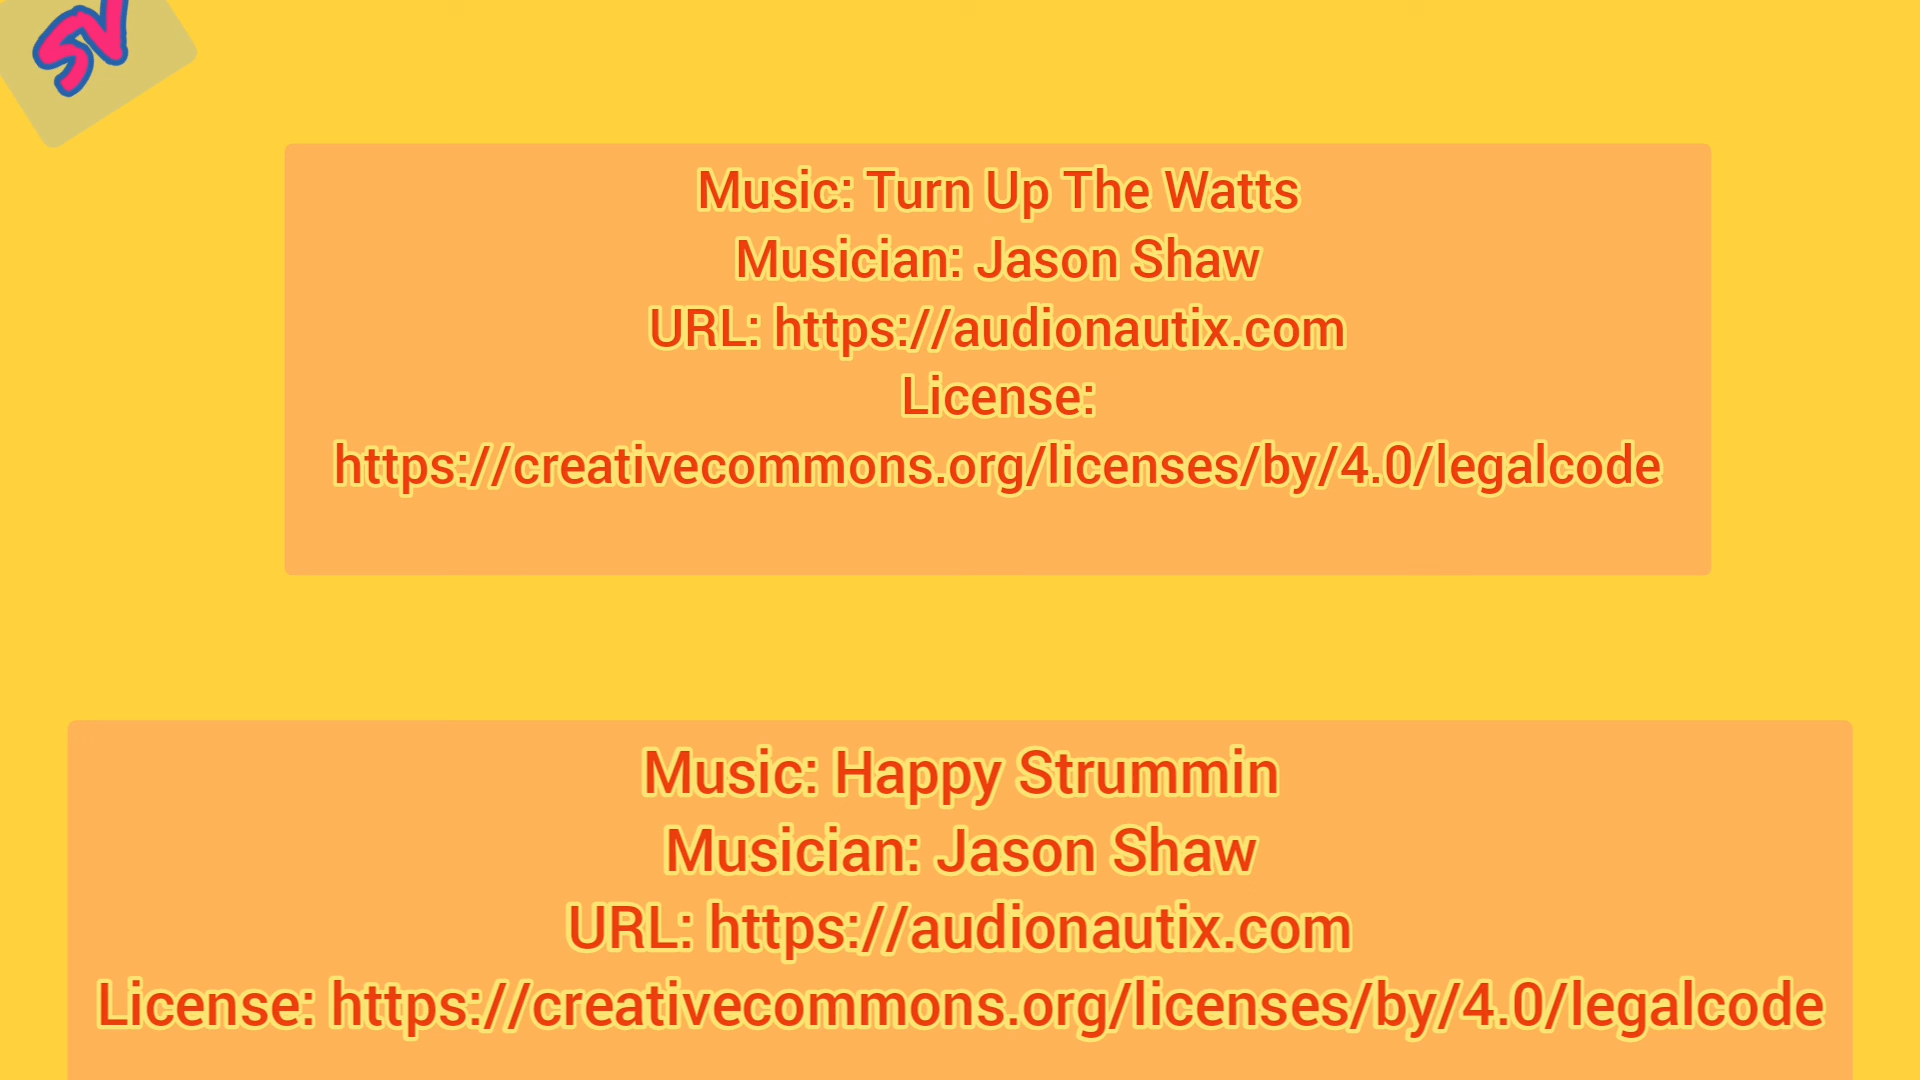 SV
Music: Turn Up The Watts
Musician: Jason Shaw
URL: https://audionautix.com
License:
https://creativecommons.org/licenses/by/4.0/legalcode
Music: Happy Strummin
Musician: Jason Shaw
URL: https://audionautix.com
License: https://creativecommons.org/licenses/by/4.0/legalcode